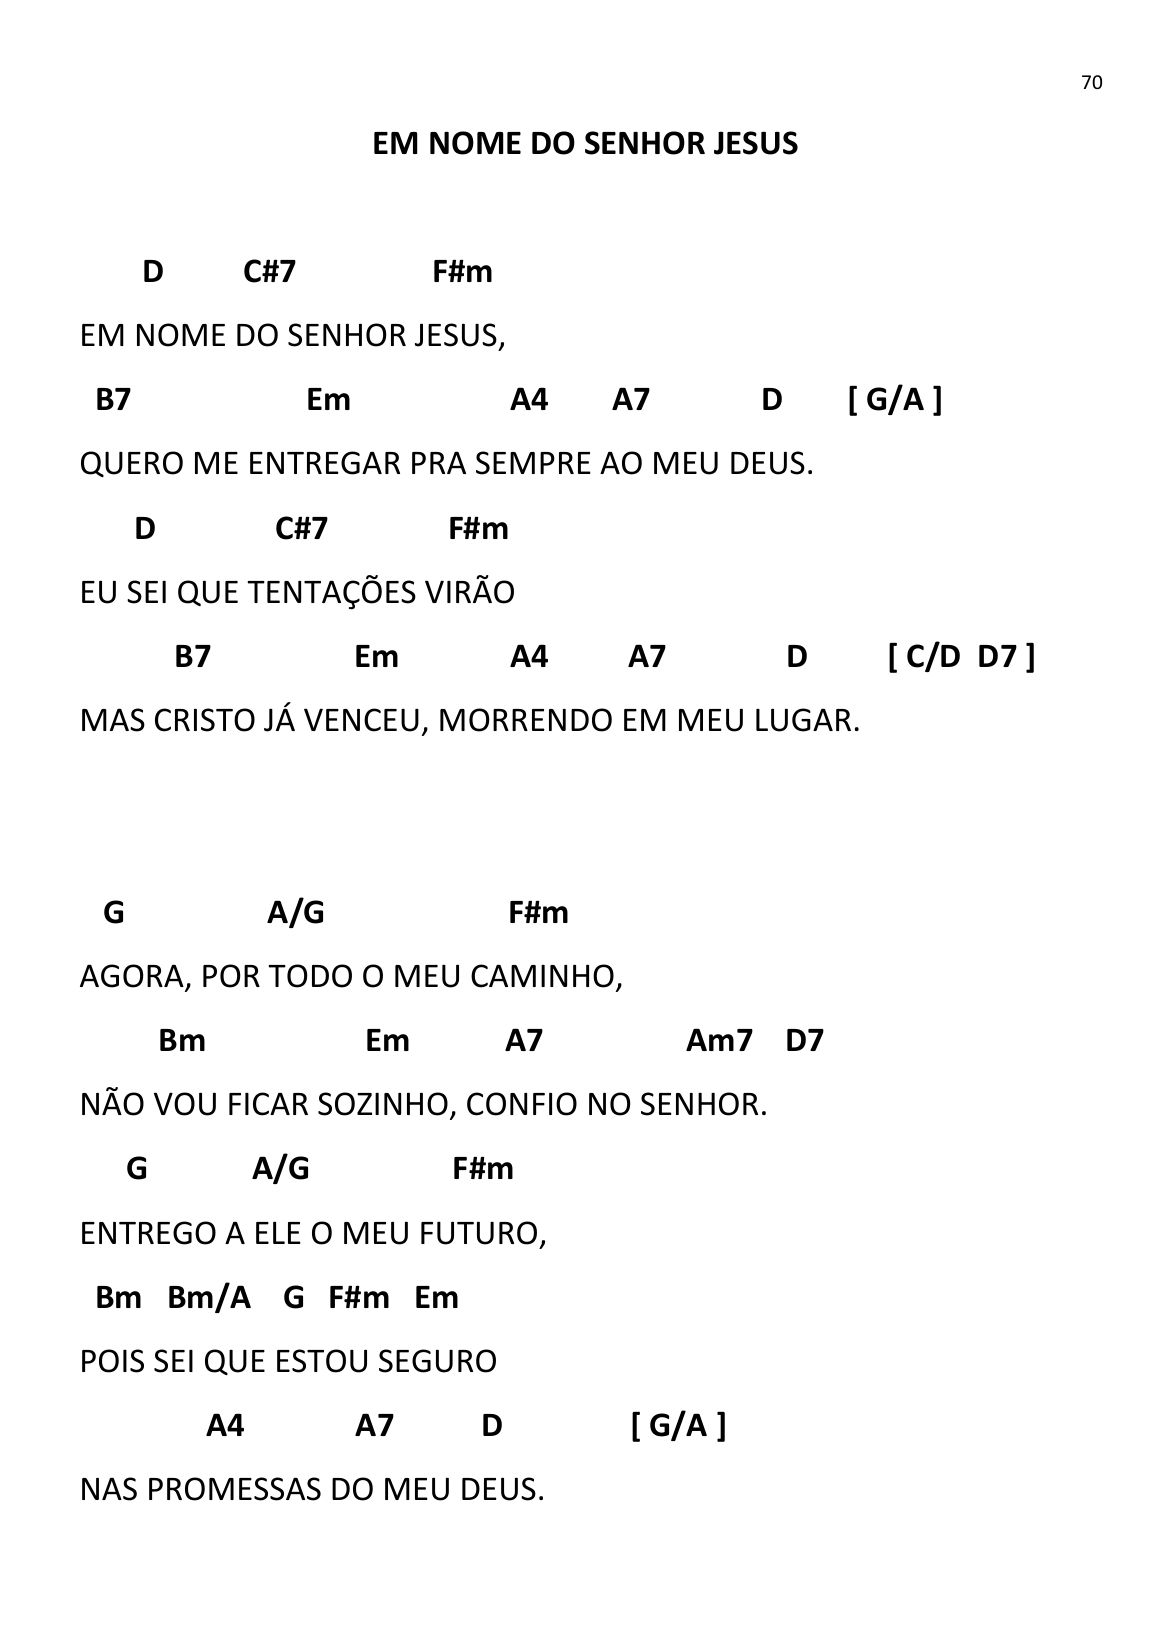 70
EM NOME DO SENHOR JESUS
D C#7 F#m
EM NOME DO SENHOR JESUS,
B7 Em A4 A7 D [ G/A ]
QUERO ME ENTREGAR PRA SEMPRE AO MEU DEUS.
D C#7 F#m
EU SEI QUE TENTAÇÕES VIRÃO
B7 Em A4 A7 D [ C/D D7 ]
MAS CRISTO JÁ VENCEU, MORRENDO EM MEU LUGAR.
G A/G F#m
AGORA, POR TODO O MEU CAMINHO,
Bm Em A7 Am7 D7
NÃO VOU FICAR SOZINHO, CONFIO NO SENHOR.
G A/G F#m
ENTREGO A ELE O MEU FUTURO,
Bm Bm/A G F#m Em
POIS SEI QUE ESTOU SEGURO
A4 A7 D [ G/A ]
NAS PROMESSAS DO MEU DEUS.